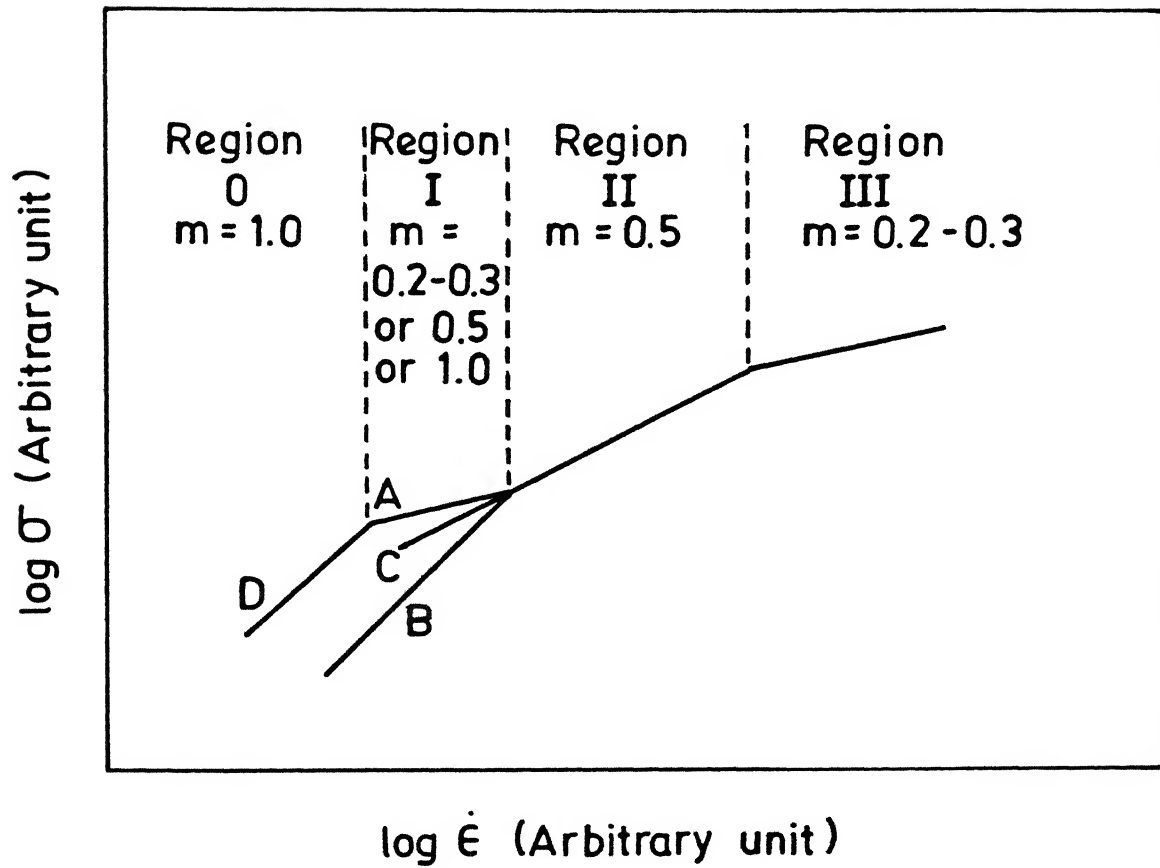 Region
0
m = 1.0
Region
I
m =
0.2-0.3
or 0.5
or 1.0
Region
II
m = 0.5
Region
III
m = 0.2 - 0.3
A
C
D
B
log σ (Arbitrary unit)
log ε̇ (Arbitrary unit)